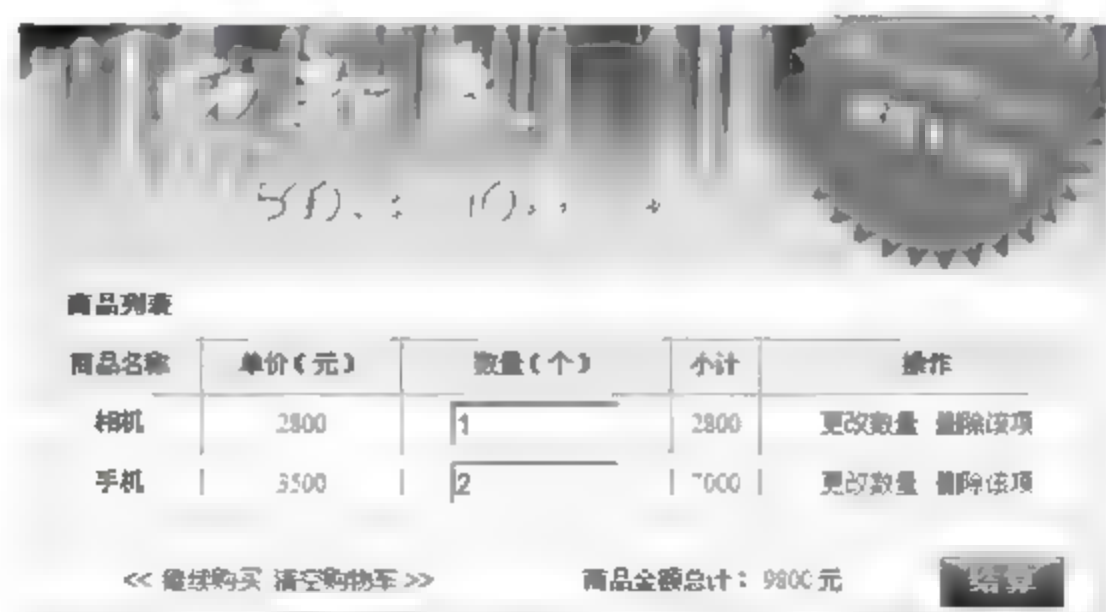 商品列表
商品名称 单价(元) 数量(个) 小计 操作
相机 2800 1 2800 更改数量 删除该项
手机 3500 2 7000 更改数量 删除该项
<< 继续购买 清空购物车 >> 商品金额总计: 9800 元 结算